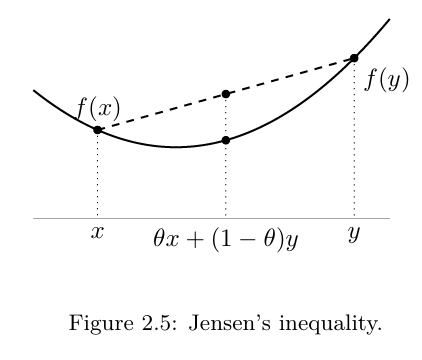 f(x)
f(y)
x
θx + (1 − θ)y
y
Figure 2.5: Jensen's inequality.